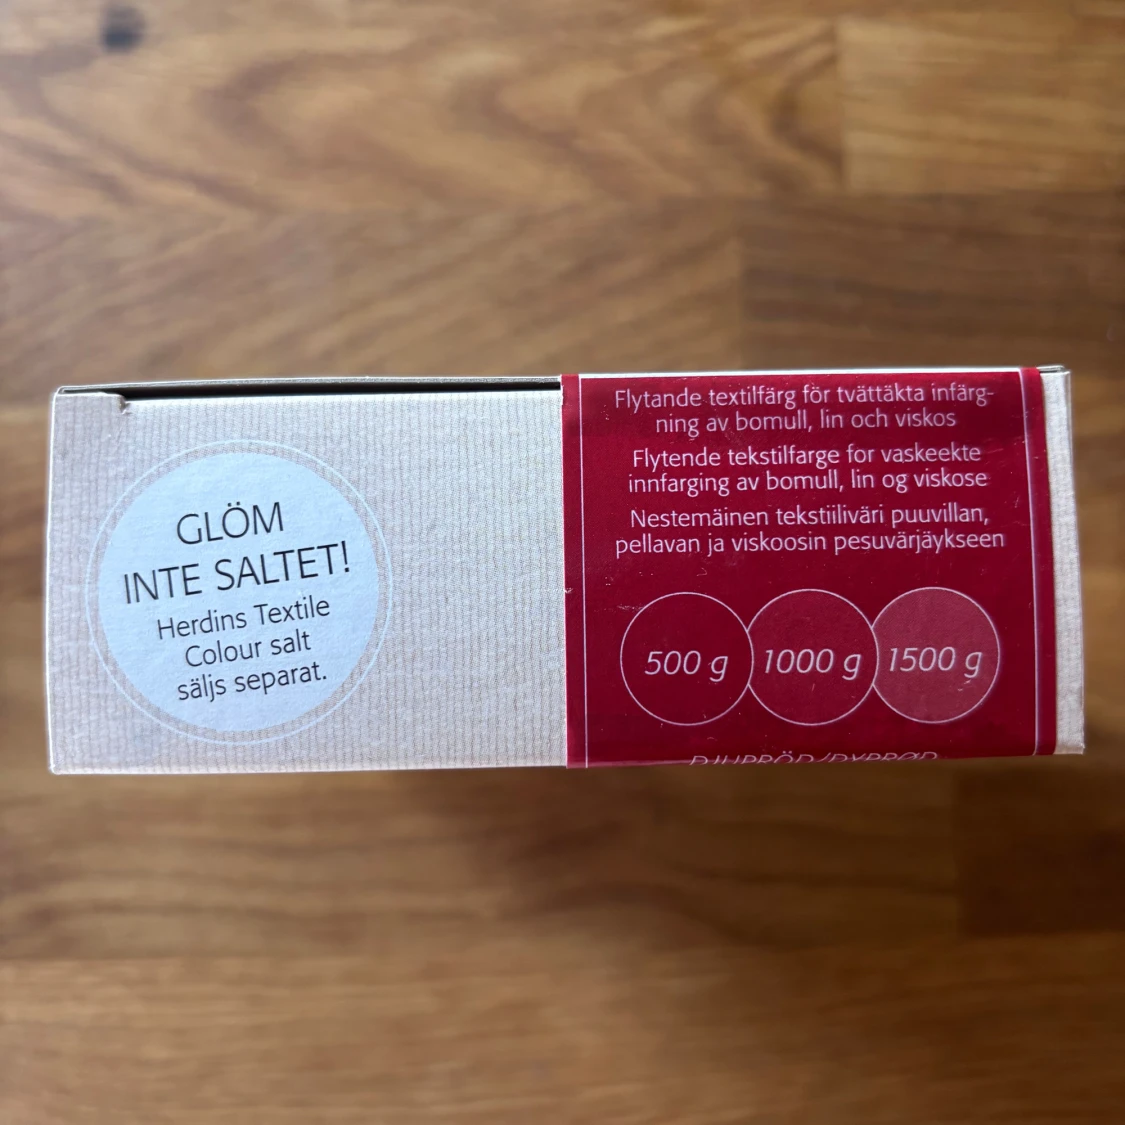 GLÖM
INTE SALTET!
Herdins Textile
Colour salt
säljs separat.
Flytande textilfärg för tvättäkta infärg-
ning av bomull, lin och viskos
Flytende tekstilfarge for vaskeekte
innfarging av bomull, lin og viskose
Nestemäinen tekstiiliväri puuvillan,
pellavan ja viskoosin pesuvärjäykseen
500 g 1000 g 1500 g
DJUPRÖD/DYPRØD